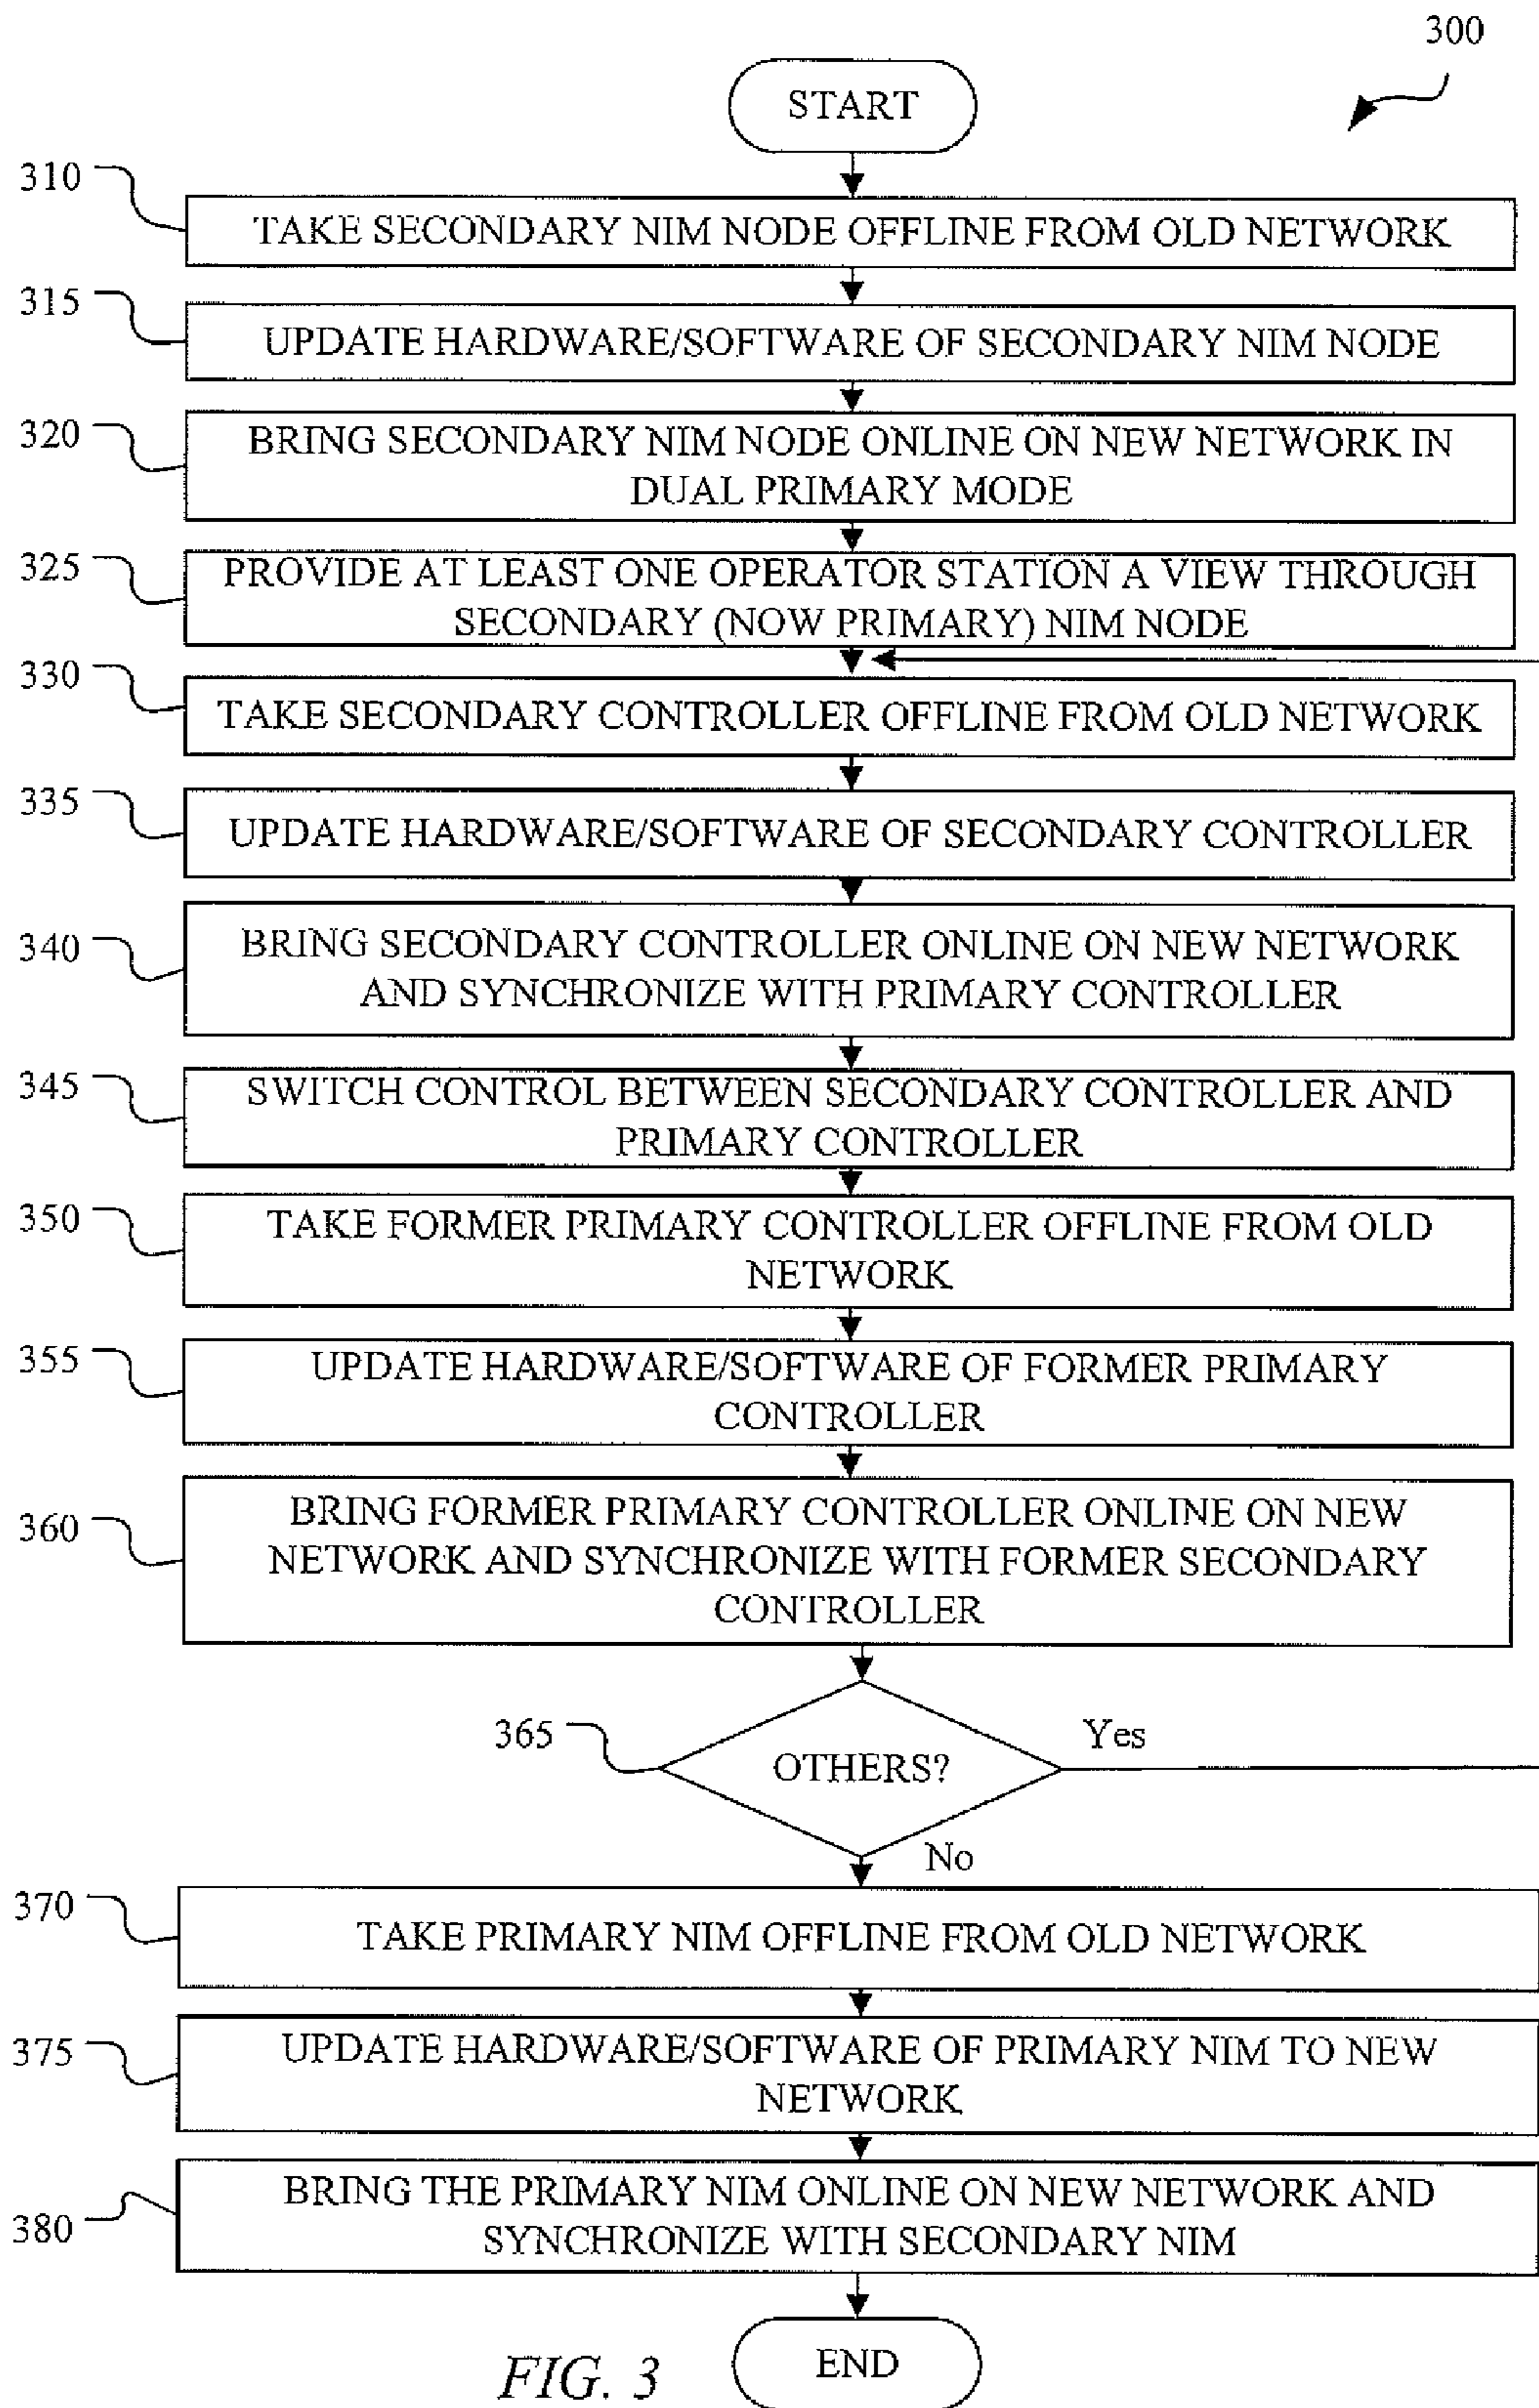 300
START
310
TAKE SECONDARY NIM NODE OFFLINE FROM OLD NETWORK
315
UPDATE HARDWARE/SOFTWARE OF SECONDARY NIM NODE
320
BRING SECONDARY NIM NODE ONLINE ON NEW NETWORK IN
DUAL PRIMARY MODE
325
PROVIDE AT LEAST ONE OPERATOR STATION A VIEW THROUGH
SECONDARY (NOW PRIMARY) NIM NODE
330
TAKE SECONDARY CONTROLLER OFFLINE FROM OLD NETWORK
335
UPDATE HARDWARE/SOFTWARE OF SECONDARY CONTROLLER
340
BRING SECONDARY CONTROLLER ONLINE ON NEW NETWORK
AND SYNCHRONIZE WITH PRIMARY CONTROLLER
345
SWITCH CONTROL BETWEEN SECONDARY CONTROLLER AND
PRIMARY CONTROLLER
350
TAKE FORMER PRIMARY CONTROLLER OFFLINE FROM OLD
NETWORK
355
UPDATE HARDWARE/SOFTWARE OF FORMER PRIMARY
CONTROLLER
360
BRING FORMER PRIMARY CONTROLLER ONLINE ON NEW
NETWORK AND SYNCHRONIZE WITH FORMER SECONDARY
CONTROLLER
365
OTHERS?
Yes
No
370
TAKE PRIMARY NIM OFFLINE FROM OLD NETWORK
375
UPDATE HARDWARE/SOFTWARE OF PRIMARY NIM TO NEW
NETWORK
380
BRING THE PRIMARY NIM ONLINE ON NEW NETWORK AND
SYNCHRONIZE WITH SECONDARY NIM
END
FIG. 3